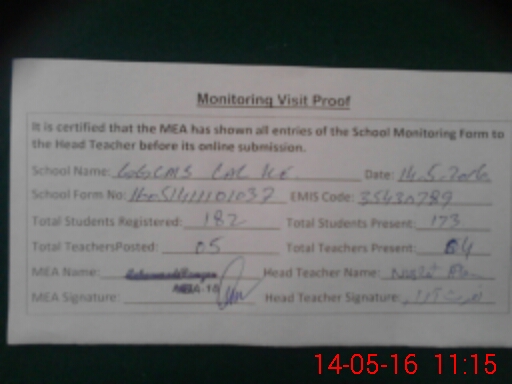 Monitoring Visit Proof
It is certified that the MEA has shown all entries of the School Monitoring Form to
the Head Teacher before its online submission.
School Name: Date: 14.5.2016
School Form No: EMIS Code: 35430789
Total Students Registered: 182 Total Students Present: 173
Total TeachersPosted: 05 Total Teachers Present: 04
MEA Name: Head Teacher Name:
MEA Signature: Head Teacher Signature:
14-05-16 11:15